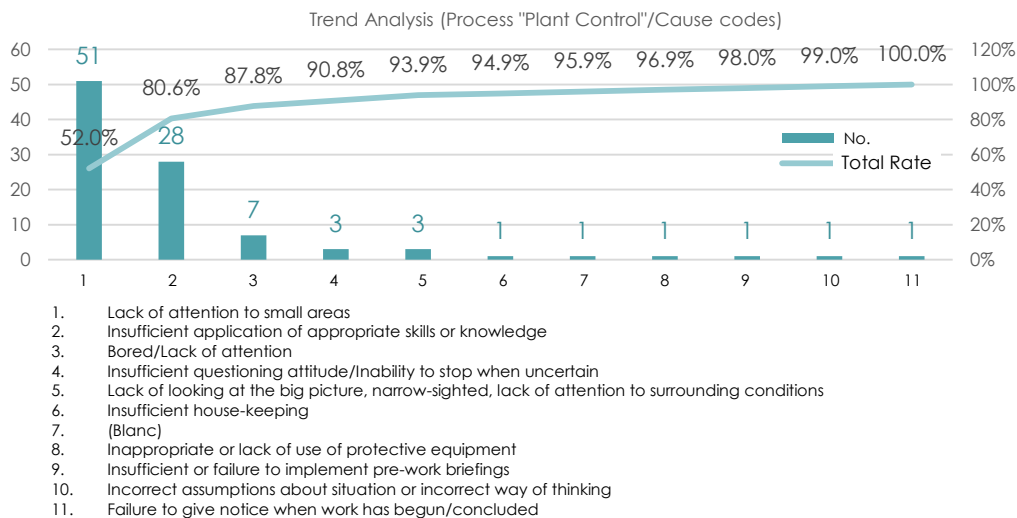 Trend Analysis (Process "Plant Control"/Cause codes)
60 51 120%
50 80.6% 87.8% 90.8% 93.9% 94.9% 95.9% 96.9% 98.0% 99.0% 100.0% 100%
40 52.0% 28 80%
30 60%
20 7 3 3 1 1 1 1 1 1 40%
10 20%
0 0%
No.
Total Rate
1 2 3 4 5 6 7 8 9 10 11
1. Lack of attention to small areas
2. Insufficient application of appropriate skills or knowledge
3. Bored/Lack of attention
4. Insufficient questioning attitude/Inability to stop when uncertain
5. Lack of looking at the big picture, narrow-sighted, lack of attention to surrounding conditions
6. Insufficient house-keeping
7. (Blanc)
8. Inappropriate or lack of use of protective equipment
9. Insufficient or failure to implement pre-work briefings
10. Incorrect assumptions about situation or incorrect way of thinking
11. Failure to give notice when work has begun/concluded